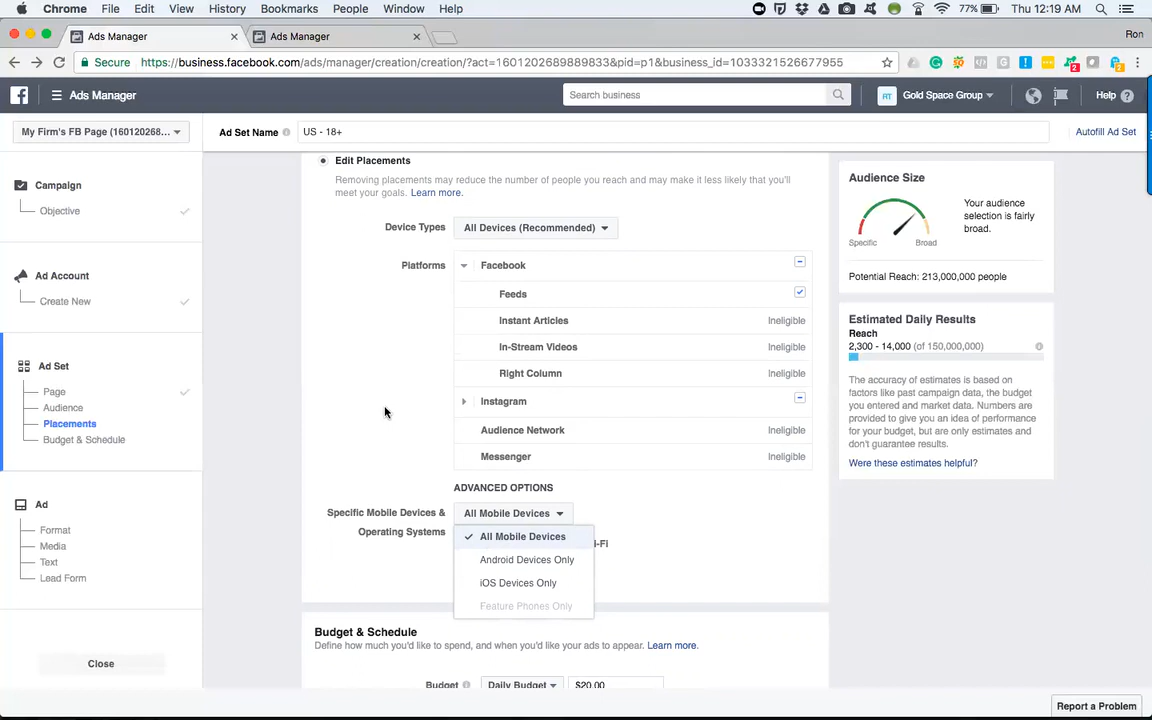 Chrome File Edit View History Bookmarks People Window Help 77% Thu 12:19 AM
Ads Manager Ads Manager Ron
Secure https://business.facebook.com/ads/manager/creation/creation/?act=1601202689889833&pid=p1&business_id=1033321526677955
Ads Manager Search business AT Gold Space Group Help
My Firm's FB Page (160120268... Ad Set Name US - 18+ Autofill Ad Set
Campaign
Objective
Ad Account
Create New
Ad Set
Page
Audience
Placements
Budget & Schedule
Ad
Format
Media
Text
Lead Form
Close
Edit Placements
Removing placements may reduce the number of people you reach and may make it less likely that you'll
meet your goals. Learn more.
Device Types All Devices (Recommended)
Platforms Facebook
Feeds
Instant Articles Ineligible
In-Stream Videos Ineligible
Right Column Ineligible
Instagram
Audience Network Ineligible
Messenger Ineligible
ADVANCED OPTIONS
Specific Mobile Devices & All Mobile Devices
Operating Systems
All Mobile Devices
i-Fi
Android Devices Only
iOS Devices Only
Feature Phones Only
Budget & Schedule
Define how much you'd like to spend, and when you'd like your ads to appear. Learn more.
Budget Daily Budget $20.00
Audience Size
Your audience
selection is fairly
broad.
Specific Broad
Potential Reach: 213,000,000 people
Estimated Daily Results
Reach
2,300 - 14,000 (of 150,000,000)
The accuracy of estimates is based on
factors like past campaign data, the budget
you entered and market data. Numbers are
provided to give you an idea of performance
for your budget, but are only estimates and
don't guarantee results.
Were these estimates helpful?
Report a Problem